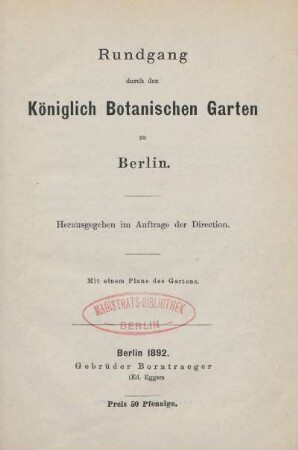 Rundgang
durch den
Königlich Botanischen Garten
zu
Berlin.
Herausgegeben im Auftrage der Direction.
Mit einem Plane des Gartens.
MAGISTRATS-BIBLIOTHEK
BERLIN
Berlin 1892.
Gebrüder Borntraeger
(Ed. Eggers
Preis 50 Pfennige.